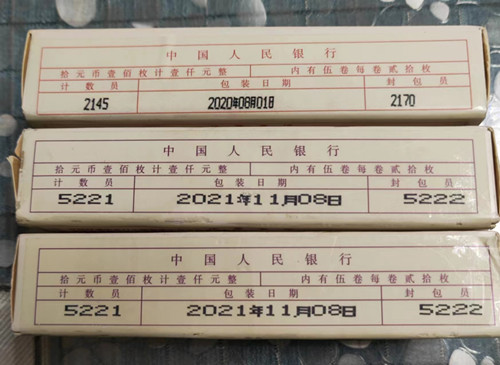 中国人民银行
拾元币壹佰枚计壹仟元整 内有伍卷每卷贰拾枚
计数员 包装日期 封包员
2145 2020年08月01日 2170
中国人民银行
拾元币壹佰枚计壹仟元整 内有伍卷每卷贰拾枚
计数员 包装日期 封包员
5221 2021年11月08日 5222
中国人民银行
拾元币壹佰枚计壹仟元整 内有伍卷每卷贰拾枚
计数员 包装日期 封包员
5221 2021年11月08日 5222